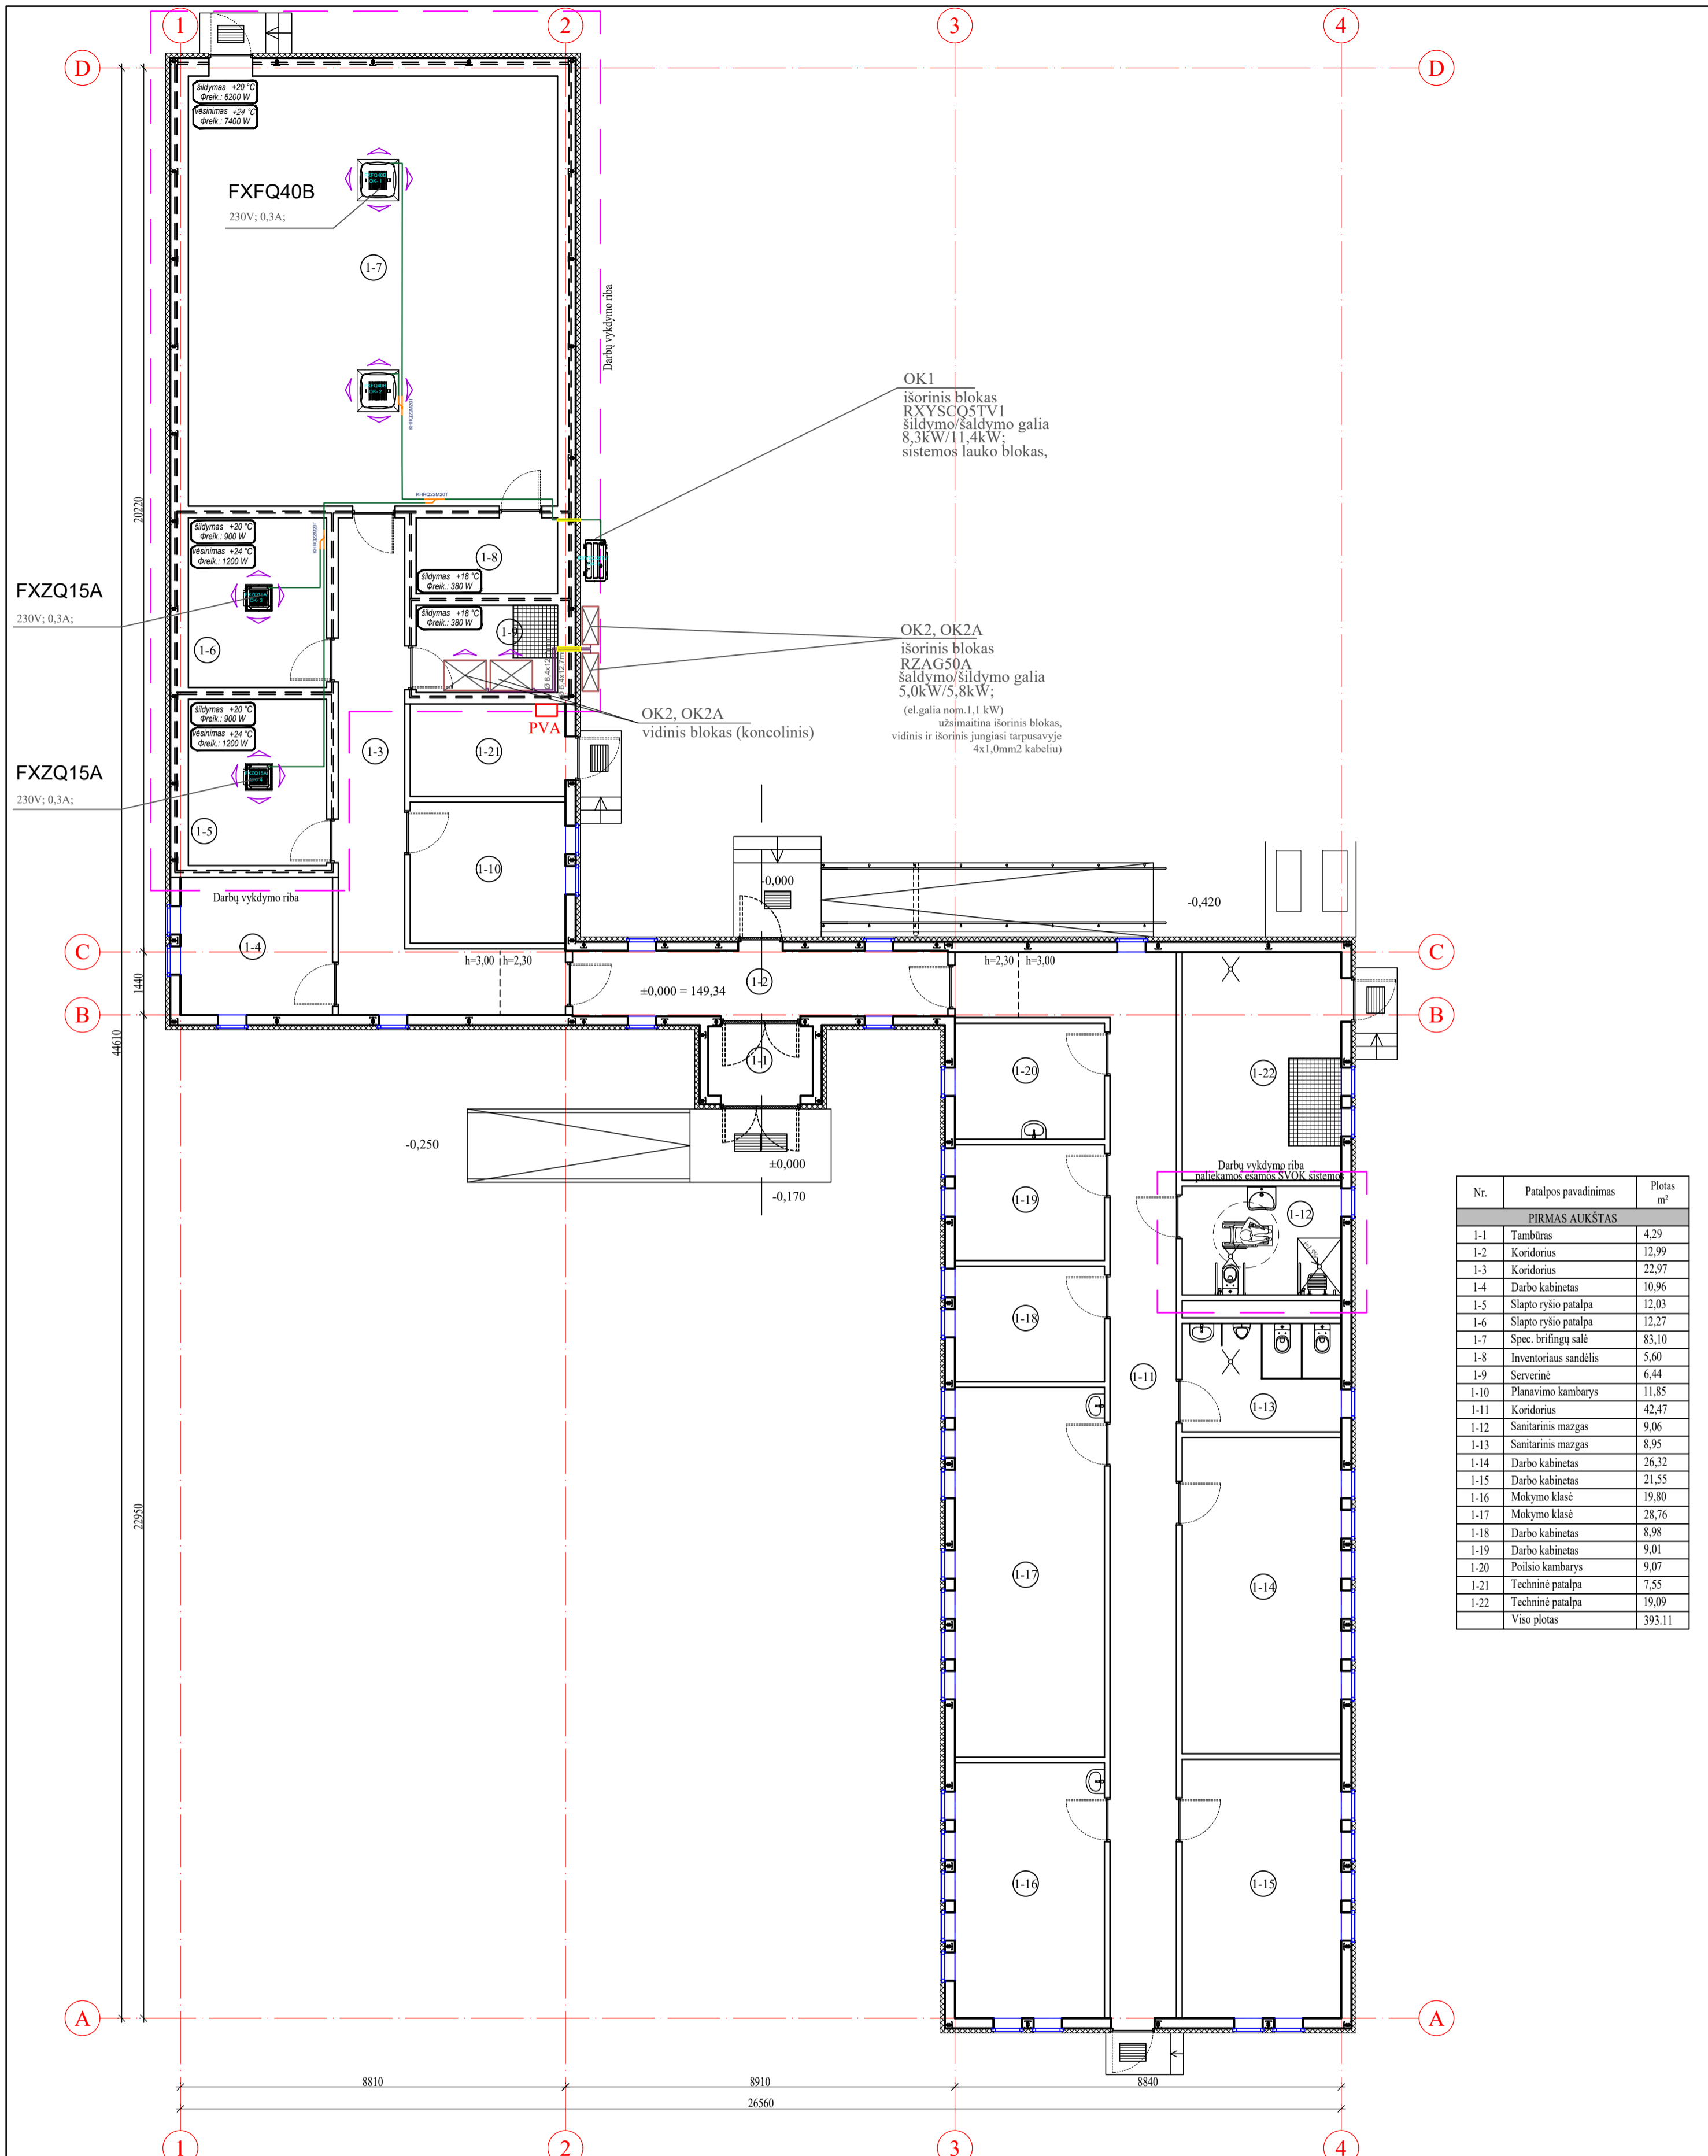 1
2
3
4
D
D
šildymas +20 °C
Φreik.: 6200 W
vėsinimas +24 °C
Φreik.: 7400 W
FXFQ40B
230V; 0,3A;
FXFQ40B
OK- 1
1-7
Darbų vykdymo riba
FXFQ40B
OK- 2
KHRQ22M20T
OK1
išorinis blokas
RXYSCQ5TV1
šildymo/šaldymo galia
8,3kW/11,4kW;
sistemos lauko blokas,
KHRQ22M20T
20220
šildymas +20 °C
Φreik.: 900 W
vėsinimas +24 °C
Φreik.: 1200 W
KHRQ22M20T
1-8
šildymas +18 °C
Φreik.: 380 W
FXZQ15A
230V; 0,3A;
FXZQ15A
OK- 3
šildymas +18 °C
Φreik.: 380 W
1-9
1-6
OK2, OK2A
išorinis blokas
RZAG50A
šaldymo/šildymo galia
5,0kW/5,8kW;
(el.galia nom.1,1 kW)
užsimaitina išorinis blokas,
vidinis ir išorinis jungiasi tarpusavyje
4x1,0mm2 kabeliu)
šildymas +20 °C
Φreik.: 900 W
vėsinimas +24 °C
Φreik.: 1200 W
OK2, OK2A
vidinis blokas (koncolinis)
PVA
1-3
1-21
FXZQ15A
230V; 0,3A;
FXZQ15A
1-5
1-10
Darbų vykdymo riba
-0,000
-0,420
1-4
C
C
h=3,00
h=2,30
h=2,30
h=3,00
1440
±0,000 = 149,34
1-2
B
B
44610
1-1
1-20
1-22
-0,250
±0,000
-0,170
Darbų vykdymo riba
paliekamos esamos ŠVOK sistemos
1-19
1-12
1-18
1-11
1-13
22950
1-17
1-14
1-16
1-15
Nr. Patalpos pavadinimas Plotas m²
PIRMAS AUKŠTAS
1-1 Tambūras 4,29
1-2 Koridorius 12,99
1-3 Koridorius 22,97
1-4 Darbo kabinetas 10,96
1-5 Slapto ryšio patalpa 12,03
1-6 Slapto ryšio patalpa 12,27
1-7 Spec. brifingų salė 83,10
1-8 Inventoriaus sandėlis 5,60
1-9 Serverinė 6,44
1-10 Planavimo kambarys 11,85
1-11 Koridorius 42,47
1-12 Sanitarinis mazgas 9,06
1-13 Sanitarinis mazgas 8,95
1-14 Darbo kabinetas 26,32
1-15 Darbo kabinetas 21,55
1-16 Mokymo klasė 19,80
1-17 Mokymo klasė 28,76
1-18 Darbo kabinetas 8,98
1-19 Darbo kabinetas 9,01
1-20 Poilsio kambarys 9,07
1-21 Techninė patalpa 7,55
1-22 Techninė patalpa 19,09
Viso plotas 393.11
A
A
8810
8910
8840
26560
1
2
3
4